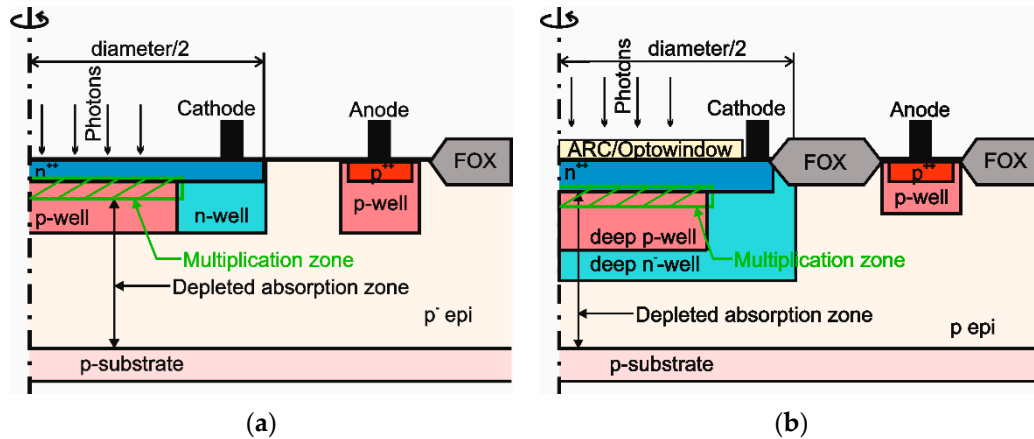 diameter/2
Photons
Cathode
Anode
FOX
n++
p++
p-well
n-well
p-well
Multiplication zone
Depleted absorption zone
p- epi
p-substrate
(a)
diameter/2
Photons
Cathode
Anode
ARC/Optowindow
FOX
FOX
n++
p++
p-well
deep p-well
Multiplication zone
deep n--well
Depleted absorption zone
p epi
p-substrate
(b)